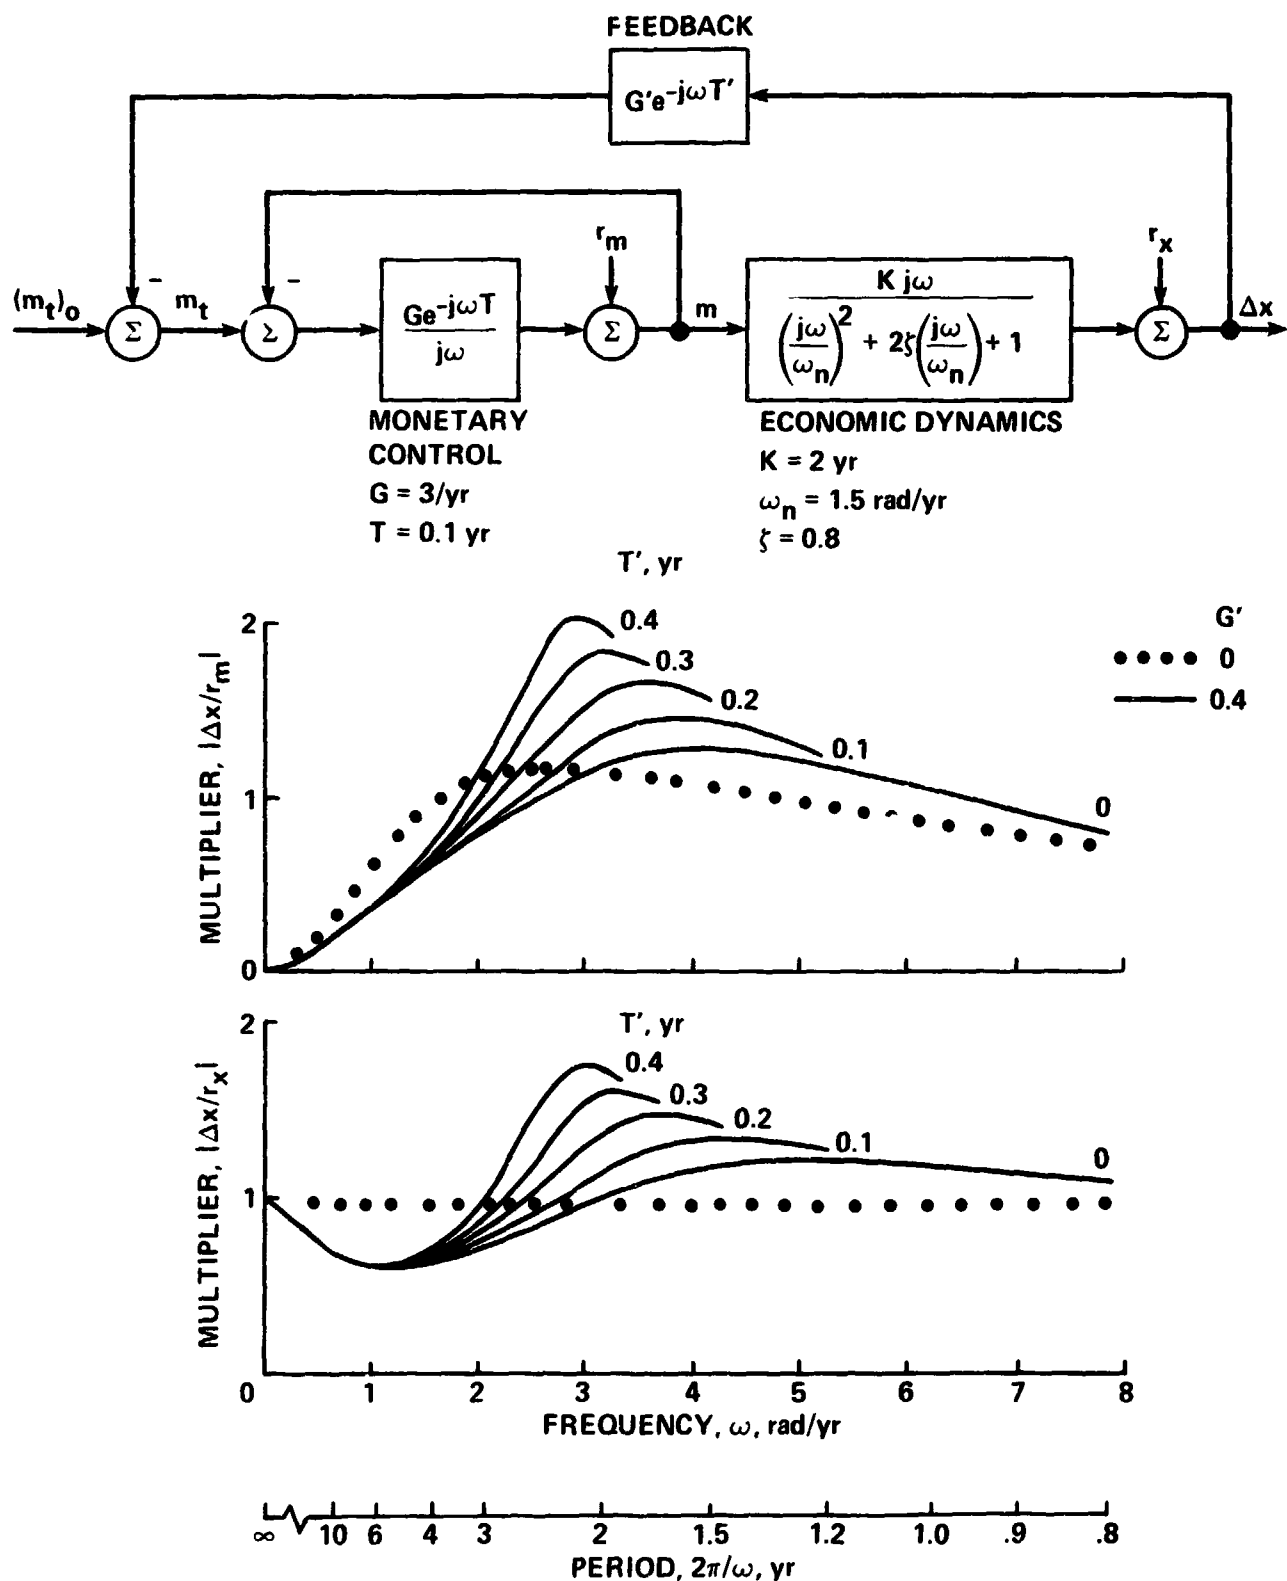 FEEDBACK
G'e^-jωT'
(m_t)_o
−
Σ
m_t
−
Σ
Ge^-jωT
jω
r_m
Σ
m
K jω
(jω/ω_n)^2 + 2ζ(jω/ω_n) + 1
r_x
Σ
Δx
MONETARY
CONTROL
G = 3/yr
T = 0.1 yr
ECONOMIC DYNAMICS
K = 2 yr
ω_n = 1.5 rad/yr
ζ = 0.8
T', yr
MULTIPLIER, |Δx/r_m|
2
1
0
0.4
0.3
0.2
0.1
0
G'
0
0.4
T', yr
MULTIPLIER, |Δx/r_x|
2
1
0.4
0.3
0.2
0.1
0
0 1 2 3 4 5 6 7 8
FREQUENCY, ω, rad/yr
∞ 10 6 4 3 2 1.5 1.2 1.0 .9 .8
PERIOD, 2π/ω, yr